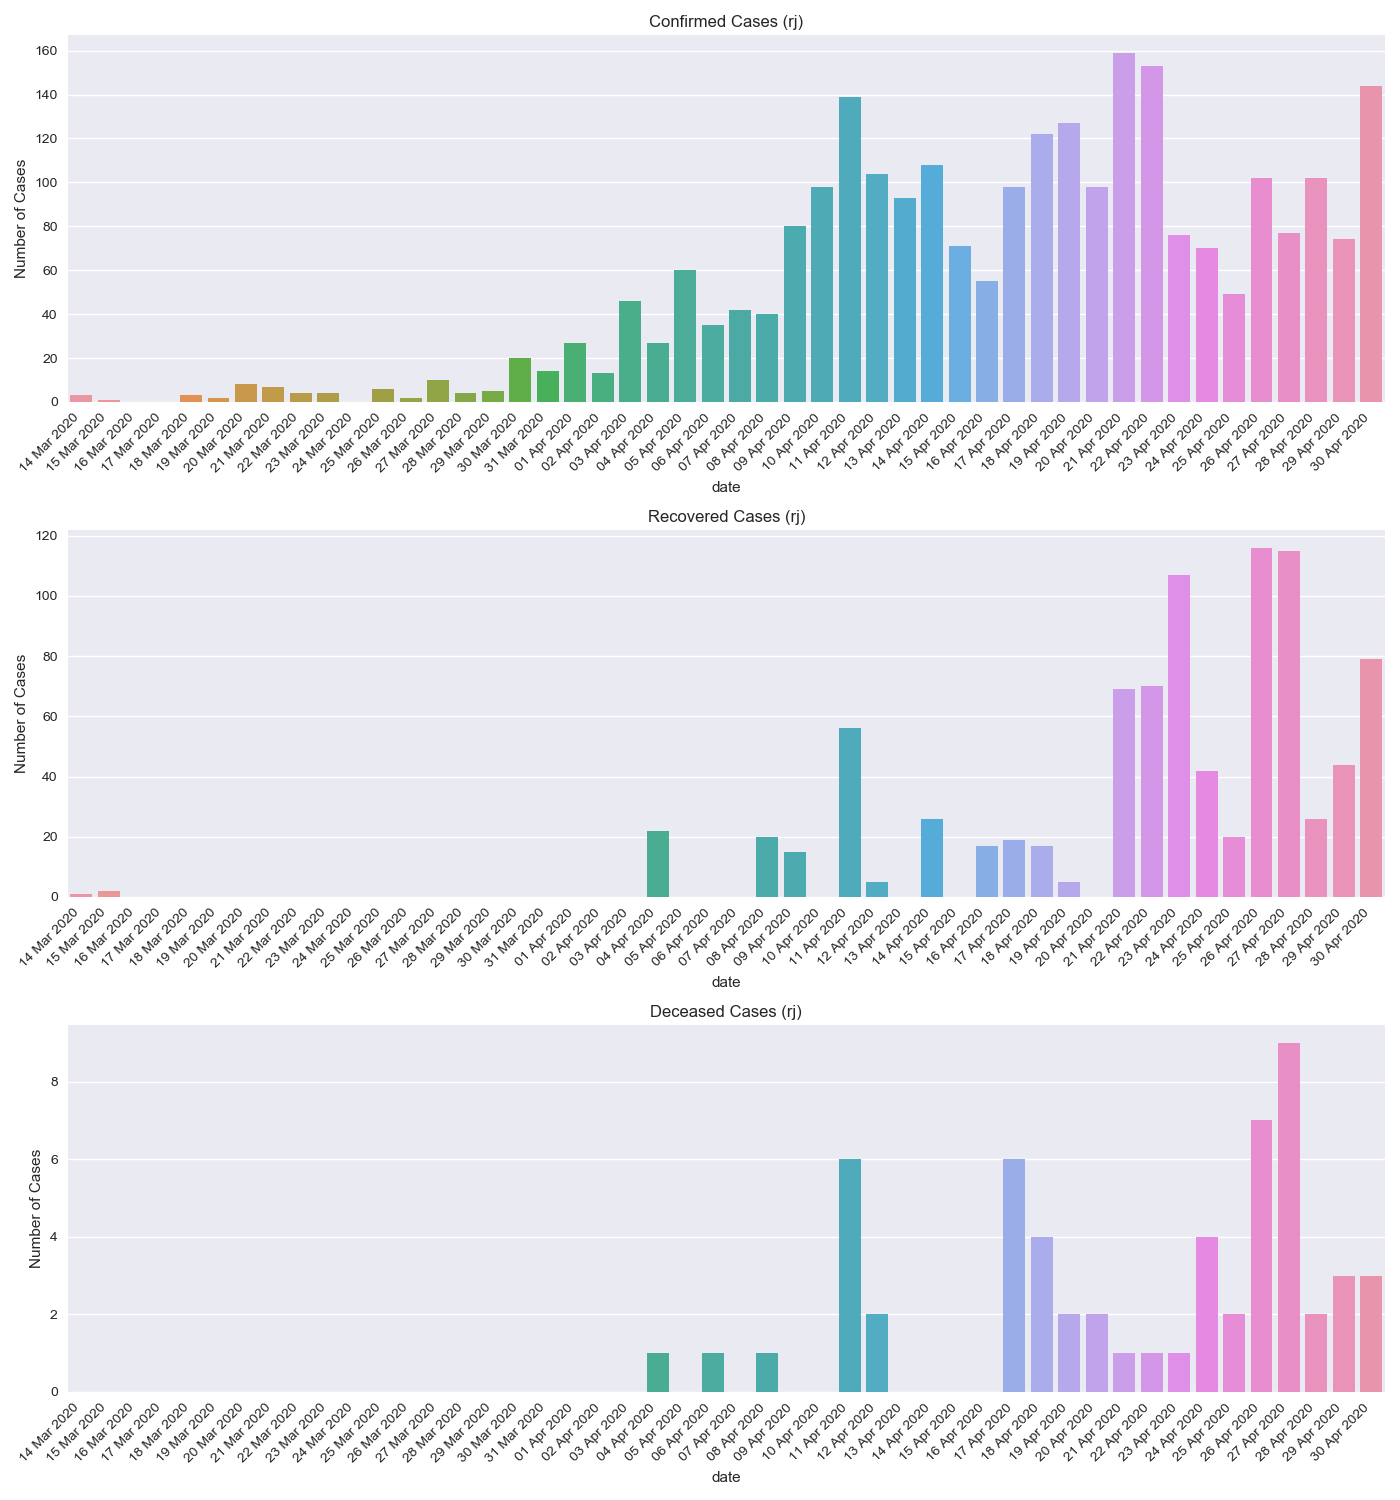 Confirmed Cases (rj)
160
140
120
100
80
60
40
20
0
Number of Cases
14 Mar 2020
15 Mar 2020
16 Mar 2020
17 Mar 2020
18 Mar 2020
19 Mar 2020
20 Mar 2020
21 Mar 2020
22 Mar 2020
23 Mar 2020
24 Mar 2020
25 Mar 2020
26 Mar 2020
27 Mar 2020
28 Mar 2020
29 Mar 2020
30 Mar 2020
31 Mar 2020
01 Apr 2020
02 Apr 2020
03 Apr 2020
04 Apr 2020
05 Apr 2020
06 Apr 2020
07 Apr 2020
08 Apr 2020
09 Apr 2020
10 Apr 2020
11 Apr 2020
12 Apr 2020
13 Apr 2020
14 Apr 2020
15 Apr 2020
16 Apr 2020
17 Apr 2020
18 Apr 2020
19 Apr 2020
20 Apr 2020
21 Apr 2020
22 Apr 2020
23 Apr 2020
24 Apr 2020
25 Apr 2020
26 Apr 2020
27 Apr 2020
28 Apr 2020
29 Apr 2020
30 Apr 2020
date
Recovered Cases (rj)
120
100
80
60
40
20
0
Number of Cases
14 Mar 2020
15 Mar 2020
16 Mar 2020
17 Mar 2020
18 Mar 2020
19 Mar 2020
20 Mar 2020
21 Mar 2020
22 Mar 2020
23 Mar 2020
24 Mar 2020
25 Mar 2020
26 Mar 2020
27 Mar 2020
28 Mar 2020
29 Mar 2020
30 Mar 2020
31 Mar 2020
01 Apr 2020
02 Apr 2020
03 Apr 2020
04 Apr 2020
05 Apr 2020
06 Apr 2020
07 Apr 2020
08 Apr 2020
09 Apr 2020
10 Apr 2020
11 Apr 2020
12 Apr 2020
13 Apr 2020
14 Apr 2020
15 Apr 2020
16 Apr 2020
17 Apr 2020
18 Apr 2020
19 Apr 2020
20 Apr 2020
21 Apr 2020
22 Apr 2020
23 Apr 2020
24 Apr 2020
25 Apr 2020
26 Apr 2020
27 Apr 2020
28 Apr 2020
29 Apr 2020
30 Apr 2020
date
Deceased Cases (rj)
8
6
4
2
0
Number of Cases
14 Mar 2020
15 Mar 2020
16 Mar 2020
17 Mar 2020
18 Mar 2020
19 Mar 2020
20 Mar 2020
21 Mar 2020
22 Mar 2020
23 Mar 2020
24 Mar 2020
25 Mar 2020
26 Mar 2020
27 Mar 2020
28 Mar 2020
29 Mar 2020
30 Mar 2020
31 Mar 2020
01 Apr 2020
02 Apr 2020
03 Apr 2020
04 Apr 2020
05 Apr 2020
06 Apr 2020
07 Apr 2020
08 Apr 2020
09 Apr 2020
10 Apr 2020
11 Apr 2020
12 Apr 2020
13 Apr 2020
14 Apr 2020
15 Apr 2020
16 Apr 2020
17 Apr 2020
18 Apr 2020
19 Apr 2020
20 Apr 2020
21 Apr 2020
22 Apr 2020
23 Apr 2020
24 Apr 2020
25 Apr 2020
26 Apr 2020
27 Apr 2020
28 Apr 2020
29 Apr 2020
30 Apr 2020
date